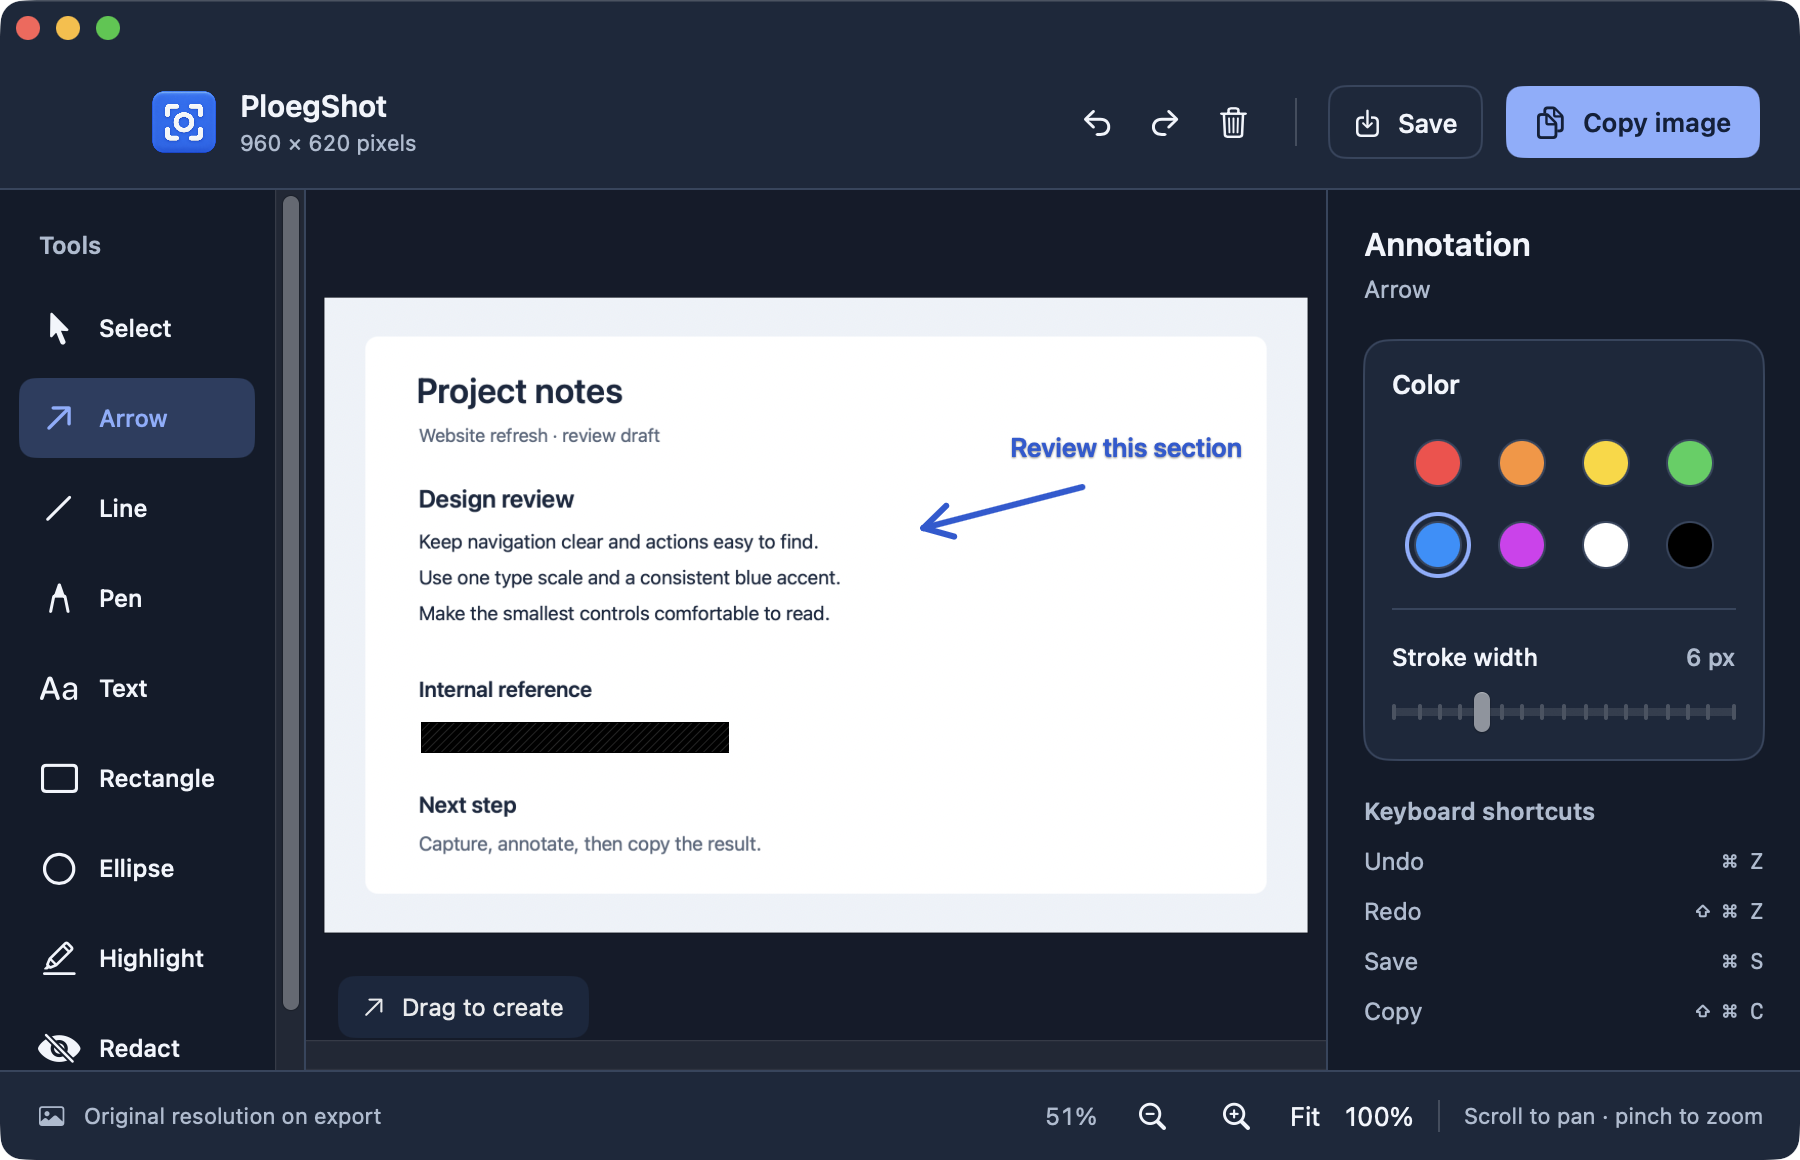 PloegShot
960 × 620 pixels
Save
Copy image
Tools
Select
Arrow
Line
Pen
Aa Text
Rectangle
Ellipse
Highlight
Redact
Project notes
Website refresh · review draft
Review this section
Design review
Keep navigation clear and actions easy to find.
Use one type scale and a consistent blue accent.
Make the smallest controls comfortable to read.
Internal reference
Next step
Capture, annotate, then copy the result.
Drag to create
Annotation
Arrow
Color
Stroke width 6 px
Keyboard shortcuts
Undo ⌘ Z
Redo ⇧ ⌘ Z
Save ⌘ S
Copy ⇧ ⌘ C
Original resolution on export
51% Fit 100% Scroll to pan · pinch to zoom